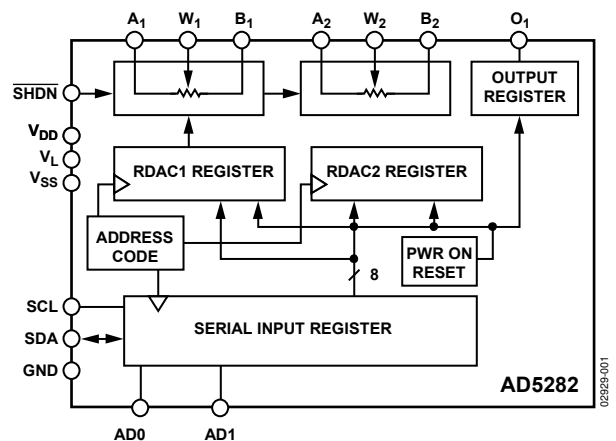 A1 W1 B1 A2 W2 B2 O1
SHDN
OUTPUT
REGISTER
VDD
VL
VSS
RDAC1 REGISTER
RDAC2 REGISTER
ADDRESS
CODE
PWR ON
RESET
8
SCL
SDA
GND
SERIAL INPUT REGISTER
AD5282
AD0 AD1
02929-001